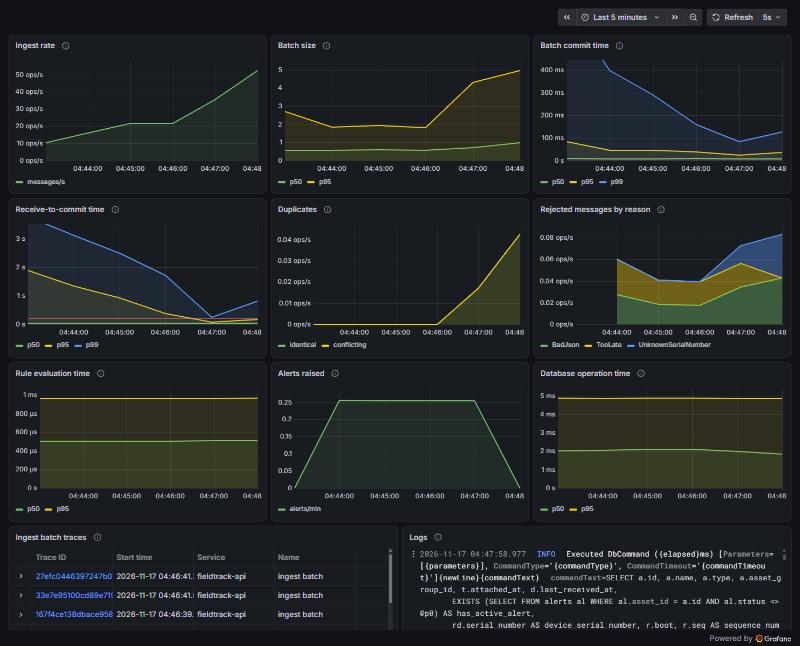 Last 5 minutes Refresh 5s
Ingest rate
50 ops/s
40 ops/s
30 ops/s
20 ops/s
10 ops/s
0 ops/s
04:44:00 04:45:00 04:46:00 04:47:00 04:48
messages/s
Batch size
5
4
3
2
1
0
04:44:00 04:45:00 04:46:00 04:47:00 04:48
p50 p95
Batch commit time
400 ms
300 ms
200 ms
100 ms
0 s
04:44:00 04:45:00 04:46:00 04:47:00 04:48
p50 p95 p99
Receive-to-commit time
3 s
2 s
1 s
0 s
04:44:00 04:45:00 04:46:00 04:47:00 04:48
p50 p95 p99
Duplicates
0.04 ops/s
0.03 ops/s
0.02 ops/s
0.01 ops/s
0 ops/s
04:44:00 04:45:00 04:46:00 04:47:00 04:48
identical conflicting
Rejected messages by reason
0.08 ops/s
0.06 ops/s
0.04 ops/s
0.02 ops/s
0 ops/s
04:44:00 04:45:00 04:46:00 04:47:00 04:48
BadJson TooLate UnknownSerialNumber
Rule evaluation time
1 ms
800 µs
600 µs
400 µs
200 µs
0 s
04:44:00 04:45:00 04:46:00 04:47:00 04:48
p50 p95
Alerts raised
0.25
0.2
0.15
0.1
0.05
0
04:44:00 04:45:00 04:46:00 04:47:00 04:48
alerts/min
Database operation time
5 ms
4 ms
3 ms
2 ms
1 ms
0 s
04:44:00 04:45:00 04:46:00 04:47:00 04:48
p50 p95
Ingest batch traces
Trace ID Start time Service Name
27efc0446397247b0 2026-11-17 04:46:41. fieldtrack-api ingest batch
33e7e95100cd89e71 2026-11-17 04:46:40. fieldtrack-api ingest batch
167f4ce138dbace958 2026-11-17 04:46:39. fieldtrack-api ingest batch
Logs
2026-11-17 04:47:58.977 INFO Executed DbCommand ({elapsed}ms) [Parameters=
[{parameters}], CommandType='{commandType}', CommandTimeout='{commandTimeou
t}']{newLine}{commandText} commandText=SELECT a.id, a.name, a.type, a.asset_g
roup_id, t.attached_at, d.last_received_at,
EXISTS (SELECT FROM alerts al WHERE al.asset_id = a.id AND al.status <>
@p0) AS has_active_alert,
rd.serial_number AS device_serial_number, r.boot, r.seq AS sequence_num
Powered by Grafana